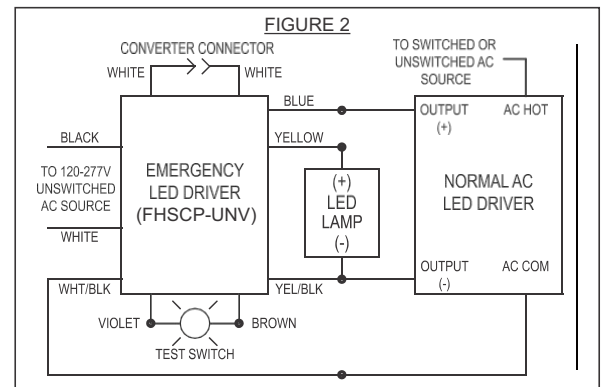 FIGURE 2
CONVERTER CONNECTOR
WHITE
WHITE
TO SWITCHED OR
UNSWITCHED AC
SOURCE
BLUE
OUTPUT
(+)
AC HOT
BLACK
YELLOW
TO 120-277V
UNSWITCHED
AC SOURCE
EMERGENCY
LED DRIVER
(FHSCP-UNV)
(+)
LED
LAMP
(-)
NORMAL AC
LED DRIVER
WHITE
OUTPUT
(-)
AC COM
WHT/BLK
YEL/BLK
VIOLET
BROWN
TEST SWITCH